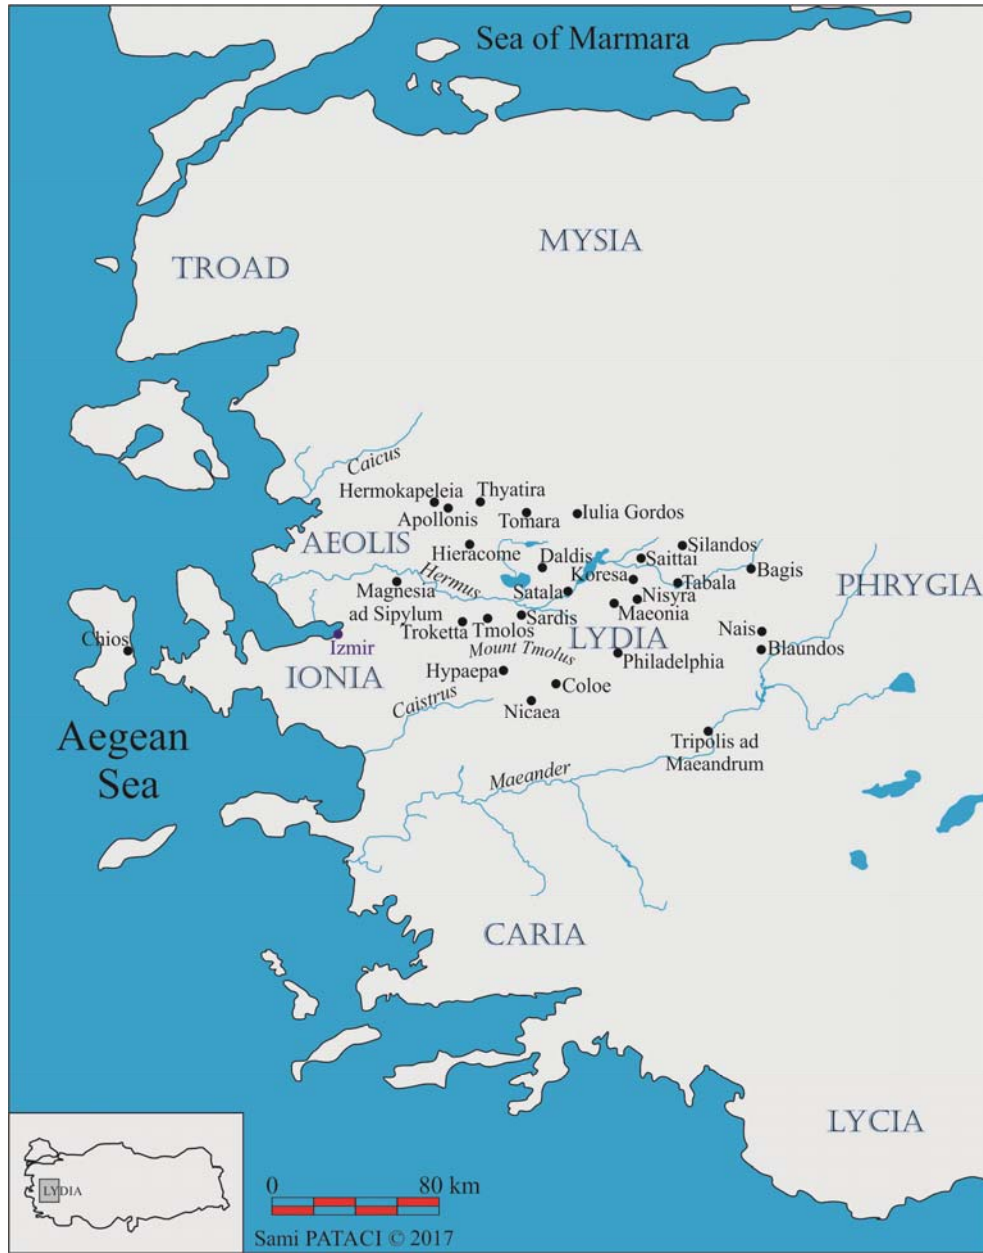 Sea of Marmara
MYSIA
TROAD
Caicus
Hermokapeleia
Thyatira
Apollonis
Tomara
Iulia Gordos
AEOLIS
Hieracome
Daldis
Silandos
Saittai
Hermus
Koresa
Tabala
Bagis
PHRYGIA
Magnesia
ad Sipylum
Satala
Nisyra
Maeonia
Sardis
Troketta
Tmolos
LYDIA
Nais
Chios
Izmir
Mount Tmolus
Philadelphia
Blaundos
IONIA
Hypaepa
Coloe
Caistrus
Nicaea
Aegean
Sea
Tripolis ad
Maeandrum
Maeander
CARIA
LYCIA
LYDIA
0 80 km
Sami PATACI © 2017